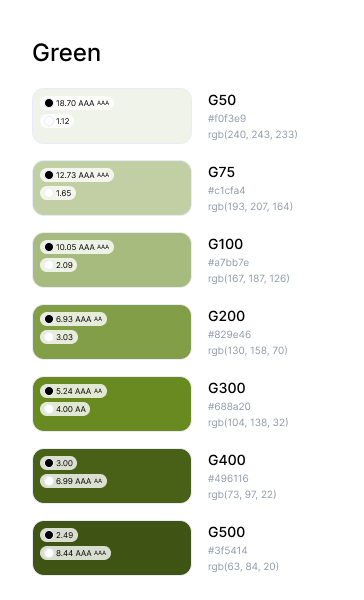 Green
18.70 AAA AAA
1.12
G50
#f0f3e9
rgb(240, 243, 233)
12.73 AAA AAA
1.65
G75
#c1cfa4
rgb(193, 207, 164)
10.05 AAA AAA
2.09
G100
#a7bb7e
rgb(167, 187, 126)
6.93 AAA AA
3.03
G200
#829e46
rgb(130, 158, 70)
5.24 AAA AA
4.00 AA
G300
#688a20
rgb(104, 138, 32)
3.00
6.99 AAA AA
G400
#496116
rgb(73, 97, 22)
2.49
8.44 AAA AAA
G500
#3f5414
rgb(63, 84, 20)